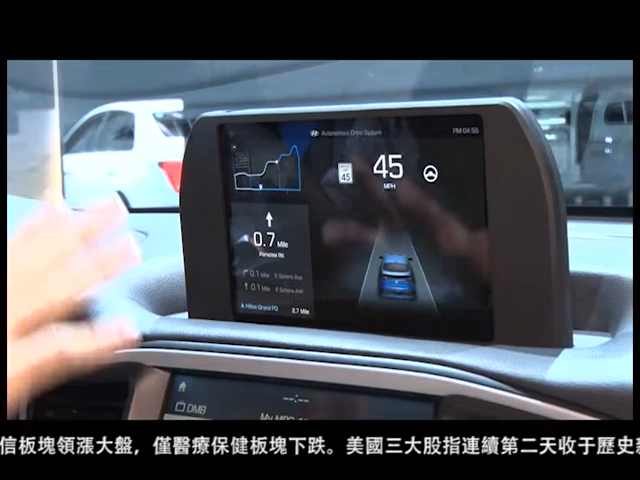 Autonomous Drive System
PM 04:55
SPEED LIMIT 45
45
MPH
0.7 Mile
Paradise Rd
0.1 Mile
0.1 Mile
Hilton Grand
2.7 Mile
DMB
信板塊領漲大盤，僅醫療保健板塊下跌。美國三大股指連續第二天收于歷史